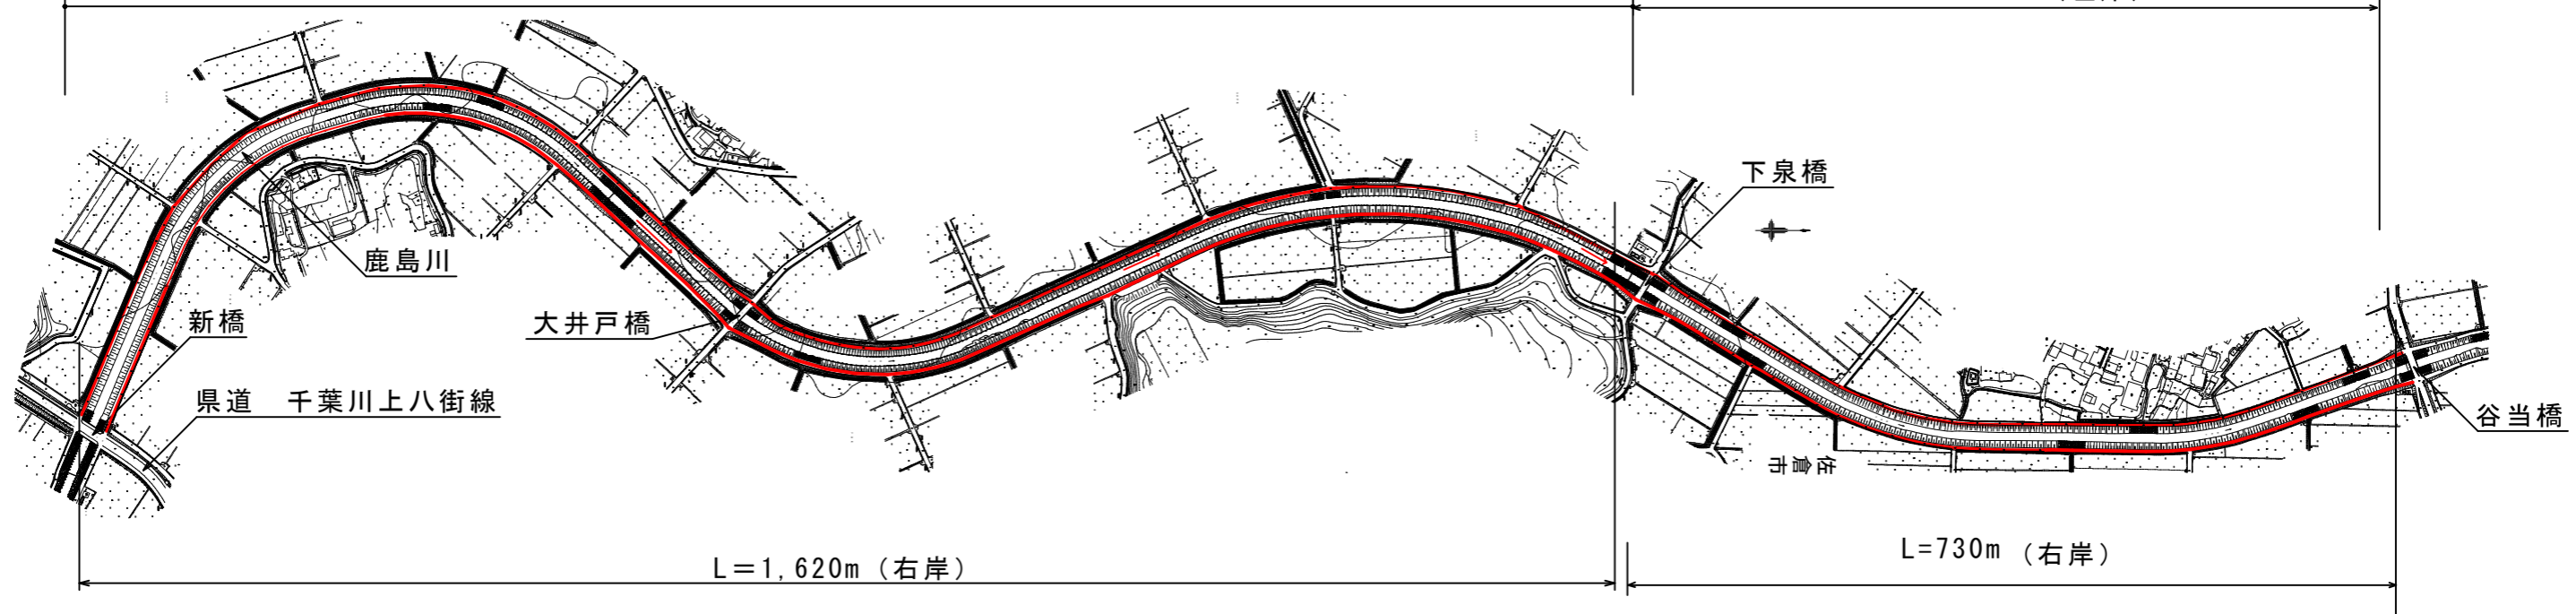 下泉橋
鹿島川
新橋
大井戸橋
県道　千葉川上八街線
谷当橋
佐倉市
L=730m (右岸)
L=1,620m (右岸)